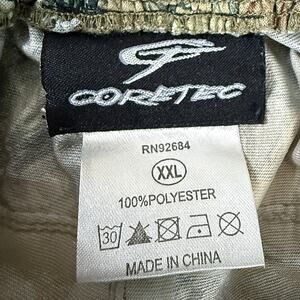 CORETEC
RN92684
XXL
100%POLYESTER
30
MADE IN CHINA